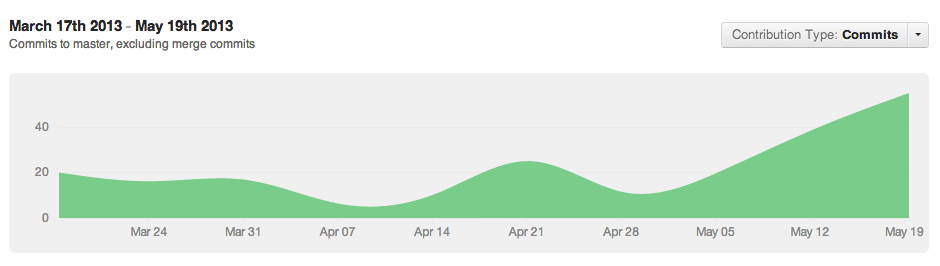 March 17th 2013 - May 19th 2013
Commits to master, excluding merge commits
Contribution Type: Commits
40
20
0
Mar 24 Mar 31 Apr 07 Apr 14 Apr 21 Apr 28 May 05 May 12 May 19